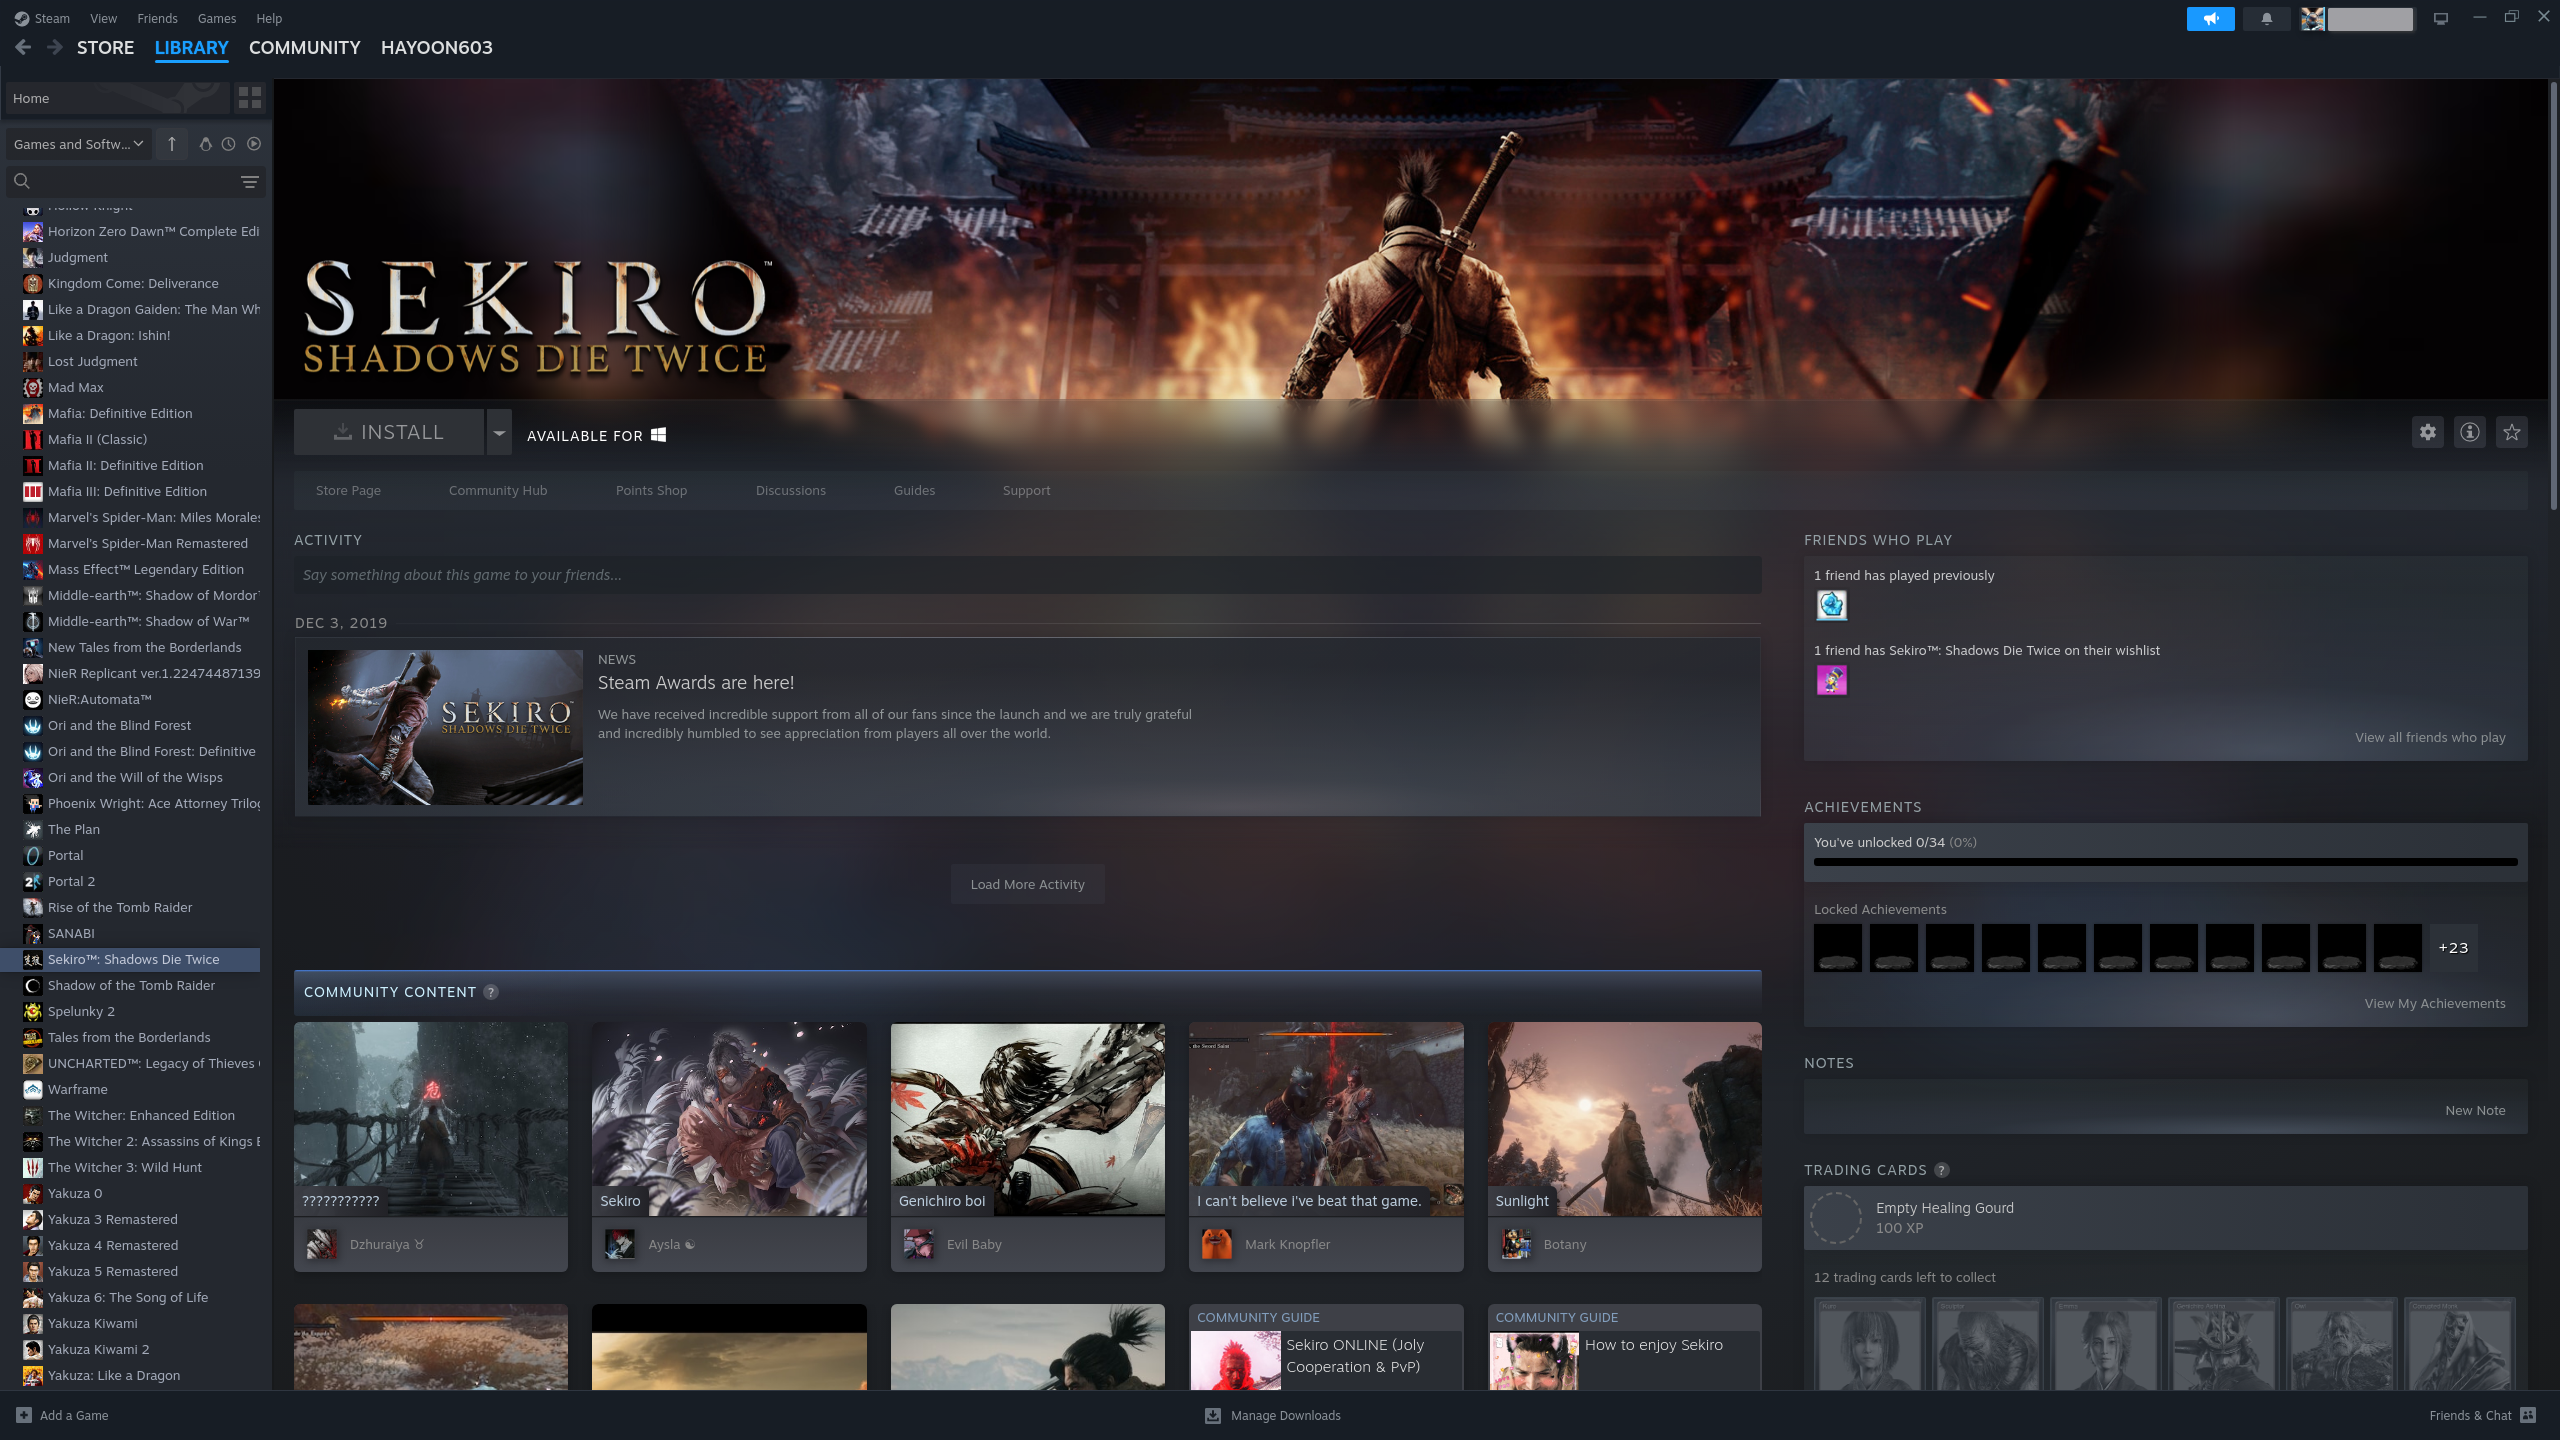 Steam View Friends Games Help
STORE LIBRARY COMMUNITY HAYOON603
Home
Games and Softw...
Hollow Knight
Horizon Zero Dawn™ Complete Edi
Judgment
Kingdom Come: Deliverance
Like a Dragon Gaiden: The Man Wh
Like a Dragon: Ishin!
Lost Judgment
Mad Max
Mafia: Definitive Edition
Mafia II (Classic)
Mafia II: Definitive Edition
Mafia III: Definitive Edition
Marvel's Spider-Man: Miles Morales
Marvel's Spider-Man Remastered
Mass Effect™ Legendary Edition
Middle-earth™: Shadow of Mordor
Middle-earth™: Shadow of War™
New Tales from the Borderlands
NieR Replicant ver.1.22474487139
NieR:Automata™
Ori and the Blind Forest
Ori and the Blind Forest: Definitive
Ori and the Will of the Wisps
Phoenix Wright: Ace Attorney Trilog
The Plan
Portal
Portal 2
Rise of the Tomb Raider
SANABI
Sekiro™: Shadows Die Twice
Shadow of the Tomb Raider
Spelunky 2
Tales from the Borderlands
UNCHARTED™: Legacy of Thieves
Warframe
The Witcher: Enhanced Edition
The Witcher 2: Assassins of Kings E
The Witcher 3: Wild Hunt
Yakuza 0
Yakuza 3 Remastered
Yakuza 4 Remastered
Yakuza 5 Remastered
Yakuza 6: The Song of Life
Yakuza Kiwami
Yakuza Kiwami 2
Yakuza: Like a Dragon
SEKIRO™
SHADOWS DIE TWICE
INSTALL
AVAILABLE FOR
Store Page Community Hub Points Shop Discussions Guides Support
ACTIVITY
Say something about this game to your friends...
DEC 3, 2019
SEKIRO™
SHADOWS DIE TWICE
NEWS
Steam Awards are here!
We have received incredible support from all of our fans since the launch and we are truly grateful
and incredibly humbled to see appreciation from players all over the world.
Load More Activity
COMMUNITY CONTENT ?
危
the Sword Saint
???????????
Sekiro
Genichiro boi
I can't believe i've beat that game.
Sunlight
Dzhuraiya ♉
Aysla ☯
Evil Baby
Mark Knopfler
Botany
COMMUNITY GUIDE
Sekiro ONLINE (Joly
Cooperation & PvP)
COMMUNITY GUIDE
How to enjoy Sekiro
FRIENDS WHO PLAY
1 friend has played previously
1 friend has Sekiro™: Shadows Die Twice on their wishlist
View all friends who play
ACHIEVEMENTS
You've unlocked 0/34 (0%)
Locked Achievements
+23
View My Achievements
NOTES
New Note
TRADING CARDS ?
Empty Healing Gourd
100 XP
12 trading cards left to collect
Add a Game
Manage Downloads
Friends & Chat